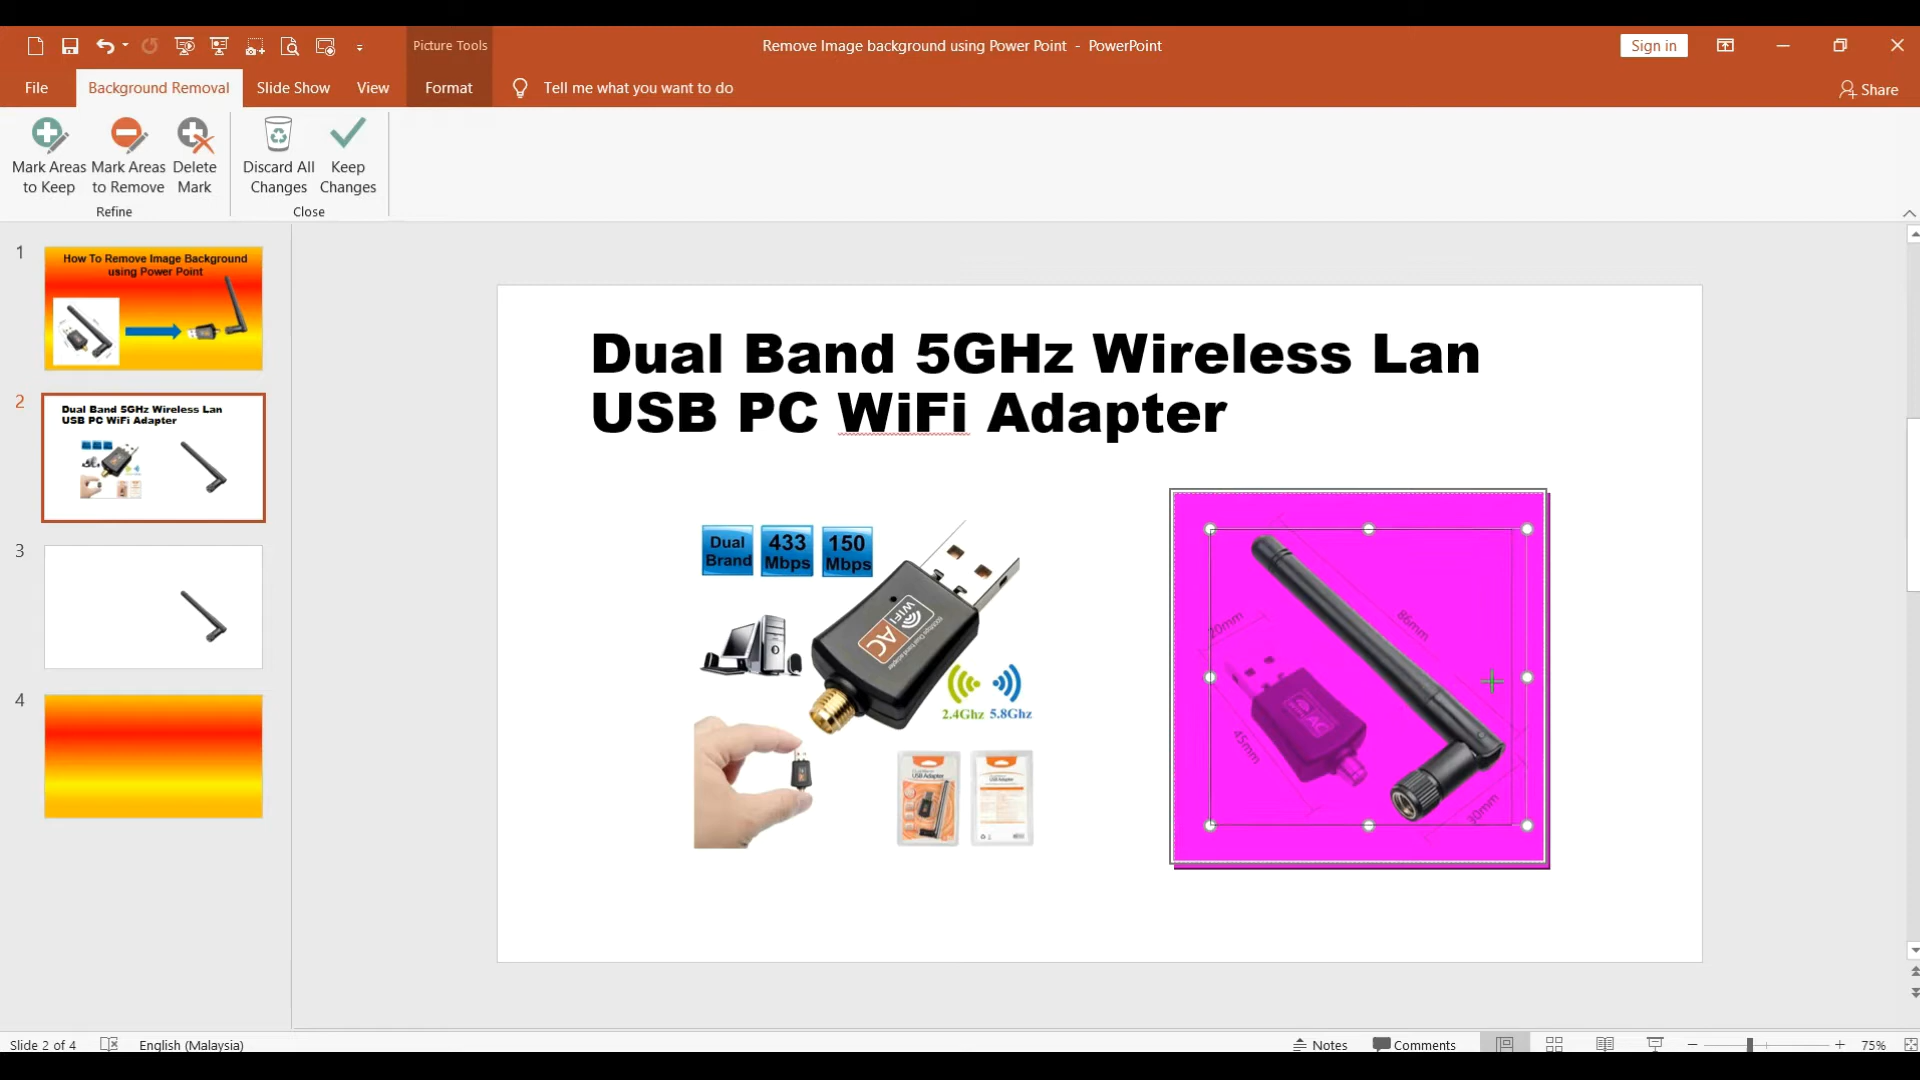 Picture Tools
Remove Image background using Power Point - PowerPoint
Sign in
File
Background Removal
Slide Show
View
Format
Tell me what you want to do
Share
Mark Areas
to Keep
Mark Areas
to Remove
Delete
Mark
Discard All
Changes
Keep
Changes
Refine
Close
1
How To Remove Image Background
using Power Point
2
Dual Band 5GHz Wireless Lan
USB PC WiFi Adapter
3
4
Dual Band 5GHz Wireless Lan
USB PC WiFi Adapter
Dual
Brand
433
Mbps
150
Mbps
WiFi
AC
2.4Ghz
5.8Ghz
USB Adapter
20mm
86mm
AC
45mm
30mm
Slide 2 of 4
English (Malaysia)
Notes
Comments
75%